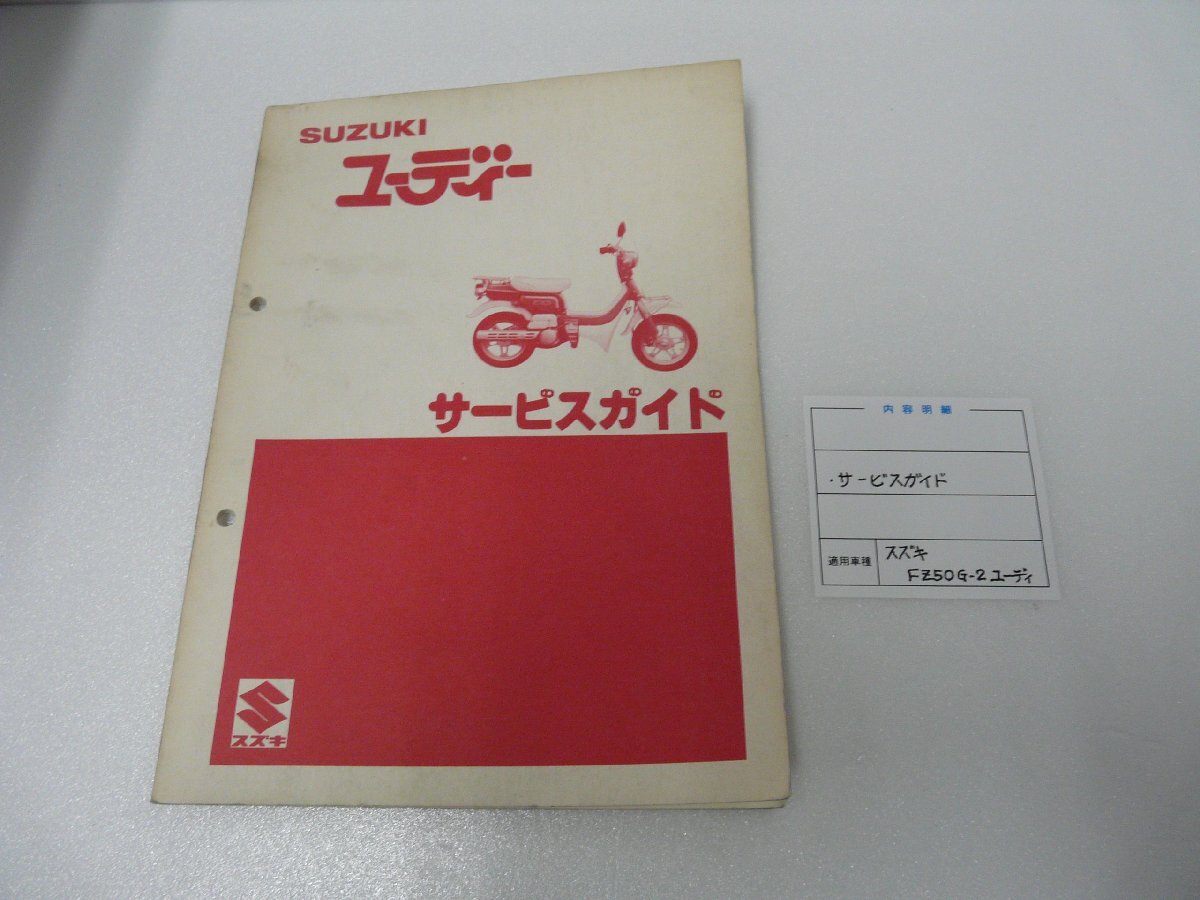 SUZUKI
ユーディー
サービスガイド
スズキ
内容明細
・サービスガイド
適用車種
スズキ
FZ50G-2 ユーディ